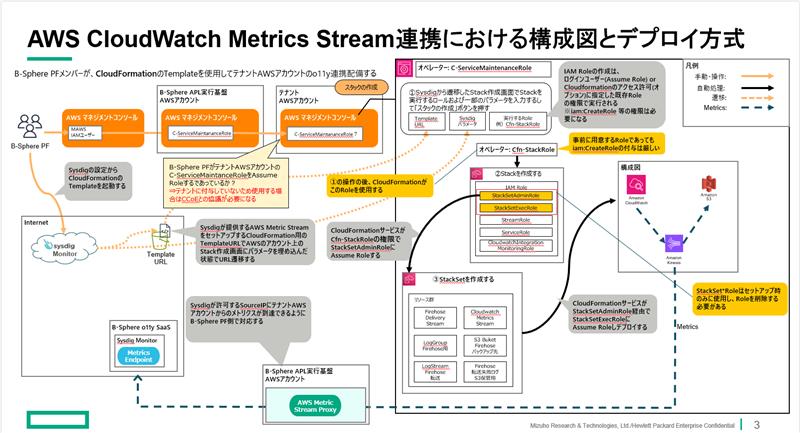 AWS CloudWatch Metrics Stream連携における構成図とデプロイ方式
B-Sphere PFメンバーが、CloudFormationのTemplateを使用してテナントAWSアカウントのo11y連携配備する
スタックの作成
B-Sphere APL実行基盤
AWSアカウント
テナント
AWSアカウント
AWS マネジメントコンソール
MAWS
IAMユーザー
AWS マネジメントコンソール
C-ServiceMaintananceRole
AWS マネジメントコンソール
C-ServiceMaintanceRole ?
B-Sphere PF
Sysdigの設定から
CloudFormationの
Templateを起動する
B-Sphere PFがテナントAWSアカウントの
C-ServiceMaintenanceRoleをAssume
Roleするであっているか?
⇒テナントに付与していないため使用する場
合はCCoEとの協議が必要になる
Internet
sysdig
Monitor
Template
URL
Sysdigが提供するAWS Metric Stream
をセットアップするCloudFormation用の
TemplateURLでAWSのアカウント上の
Stack作成画面にパラメータを埋め込んだ
状態でURL遷移する
Sysdigが許可するSourceIPにテナントAWS
アカウントからのメトリクスが到達できるように
B-Sphere PF側で対応する
B-Sphere o11y SaaS
Sysdig Monitor
Metrics
Endpoint
B-Sphere APL実行基盤
AWSアカウント
AWS Metric
Stream Proxy
オペレーター: C-ServiceMaintenanceRole
①Sysdigから遷移したStack作成画面でStackを
実行するロールおよび一部のパラメータを入力するし
て「スタックの作成」ボタンを押す
Template
URL
Sysdig
パラメータ
実行するRole
例）Cfn-StackRole
IAM Roleの作成は、
ログインユーザー(Assume Role) or
Cloudformationのアクセス許可(オ
プション)に指定した既存Role
の権限で実行される
※iam:CreateRole 等の権限は必
要になる
凡例
手動・操作:
自動処理:
遷移:
Metrics:
オペレーター: Cfn-StackRole
事前に用意するRoleであっても
iam:CreateRoleの付与は厳しい
①の操作の後、CloudFormationが
このRoleを使用する
②Stackを作成する
IAM Role
StackSetAdminRole
StackSetExecRole
StreamRole
ServiceRole
CloudwatchIntegration
MonitoringRole
CloudFormationサービスが
Cfn-StackRoleの権限で
StackSetAdminRoleに
Assume Roleする
③StackSetを作成する
リソース群
Firehose
Delivery
Stream
Cloudwatch
Metrics
Stream
LogGroup
Firehose用
S3 Buket
Firehose
バックアップ先
LogStream
Firehose
転送
Firehose
転送失敗ログ
S3保管用
CloudFormationサービスが
StackSetAdminRole経由で
StackSetExecRoleに
Assume Roleしデプロイする
構成図
Amazon
CloudWatch
Amazon
S3
Amazon
Kinesis
StackSet*Roleはセットアップ時
のみに使用し、Roleを削除する
必要がある
Metrics
Mizuho Research & Technologies, Ltd./Hewlett Packard Enterprise Confidential
3